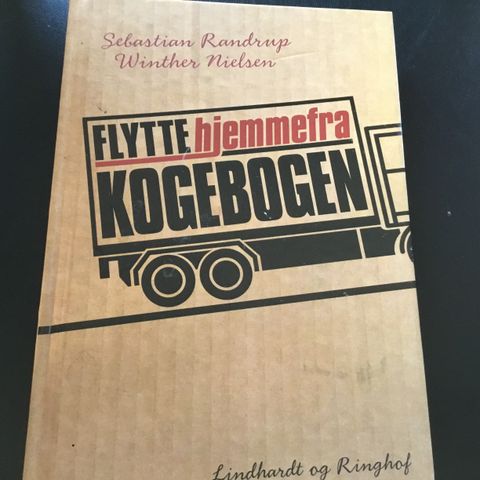 Sebastian Randrup
Winther Nielsen
FLYTTE hjemmefra
KOGEBOGEN
Lindhardt og Ringhof